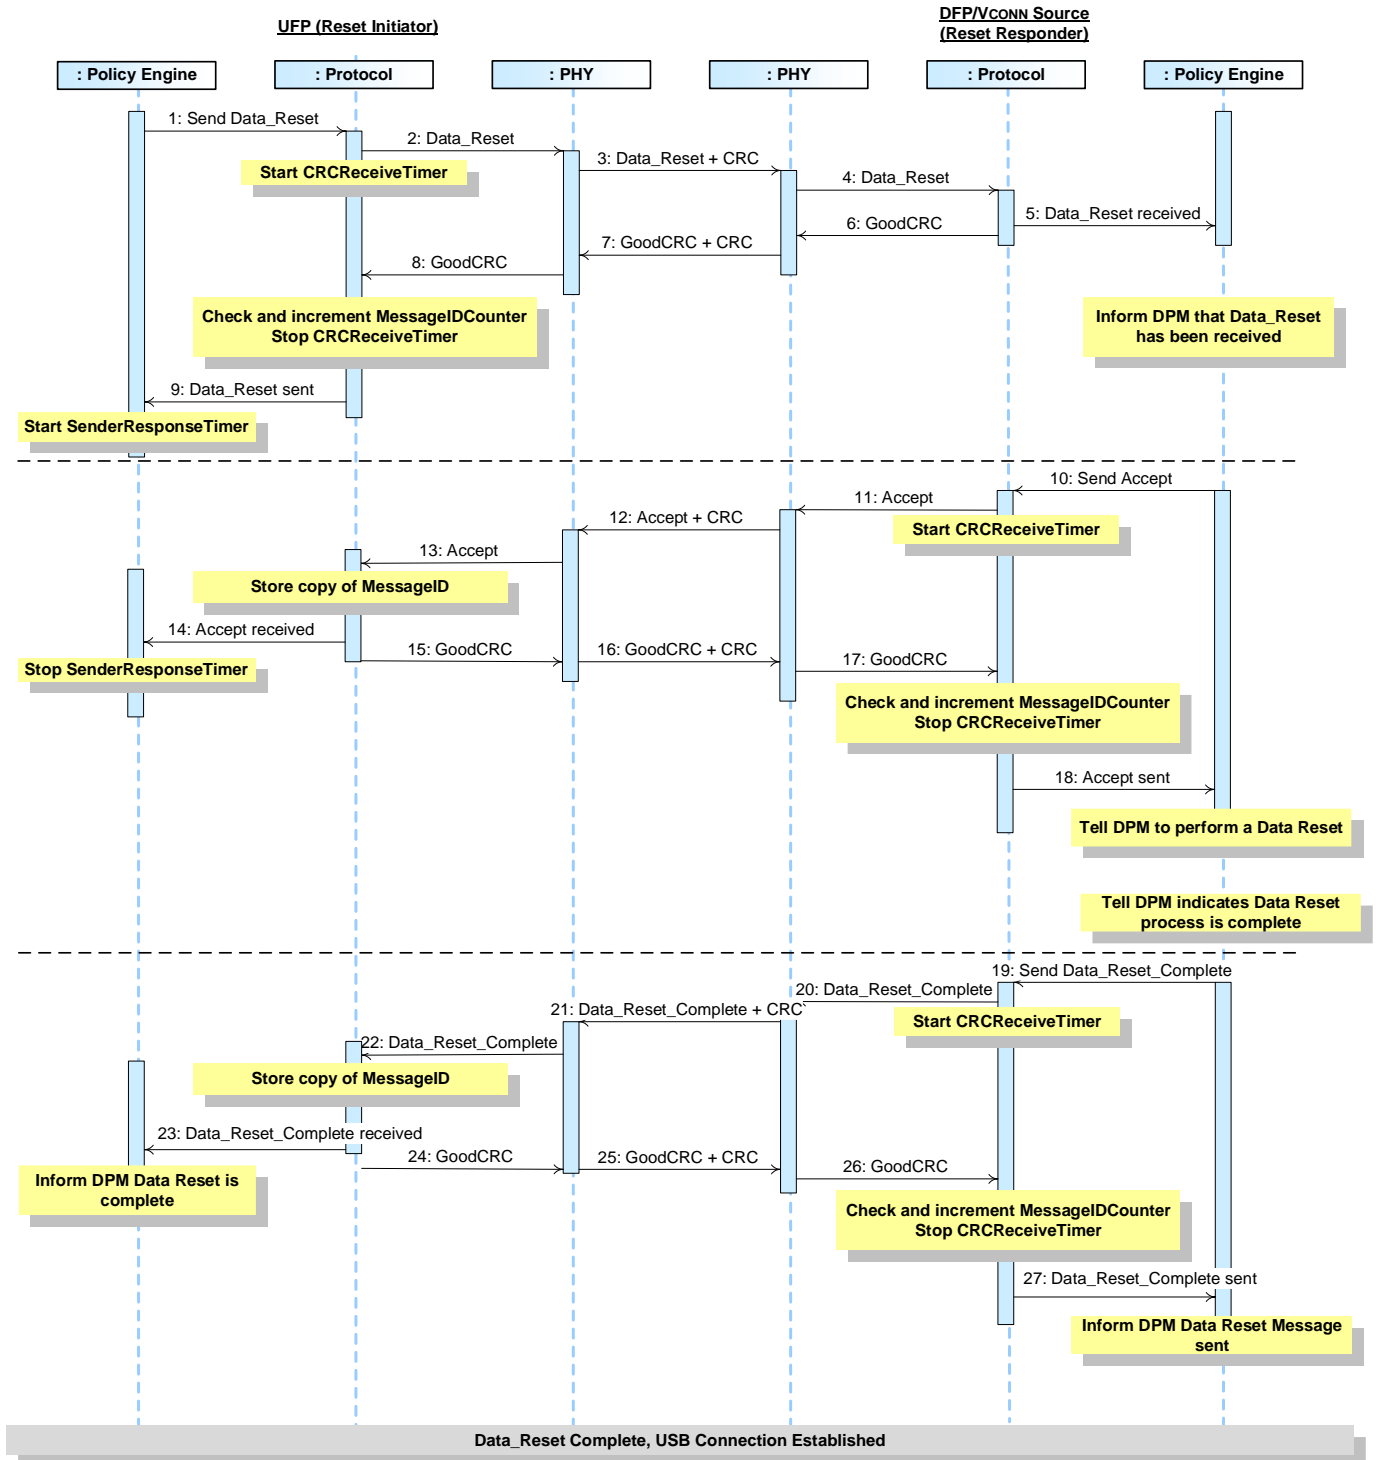 UFP (Reset Initiator)
DFP/VCONN Source
(Reset Responder)
: Policy Engine
: Protocol
: PHY
: PHY
: Protocol
: Policy Engine
1: Send Data_Reset
2: Data_Reset
Start CRCReceiveTimer
3: Data_Reset + CRC
4: Data_Reset
5: Data_Reset received
6: GoodCRC
7: GoodCRC + CRC
8: GoodCRC
Check and increment MessageIDCounter
Stop CRCReceiveTimer
Inform DPM that Data_Reset
has been received
9: Data_Reset sent
Start SenderResponseTimer
10: Send Accept
11: Accept
Start CRCReceiveTimer
12: Accept + CRC
13: Accept
Store copy of MessageID
14: Accept received
Stop SenderResponseTimer
15: GoodCRC
16: GoodCRC + CRC
17: GoodCRC
Check and increment MessageIDCounter
Stop CRCReceiveTimer
18: Accept sent
Tell DPM to perform a Data Reset
Tell DPM indicates Data Reset
process is complete
19: Send Data_Reset_Complete
20: Data_Reset_Complete
Start CRCReceiveTimer
21: Data_Reset_Complete + CRC
22: Data_Reset_Complete
Store copy of MessageID
23: Data_Reset_Complete received
Inform DPM Data Reset is
complete
24: GoodCRC
25: GoodCRC + CRC
26: GoodCRC
Check and increment MessageIDCounter
Stop CRCReceiveTimer
27: Data_Reset_Complete sent
Inform DPM Data Reset Message
sent
Data_Reset Complete, USB Connection Established